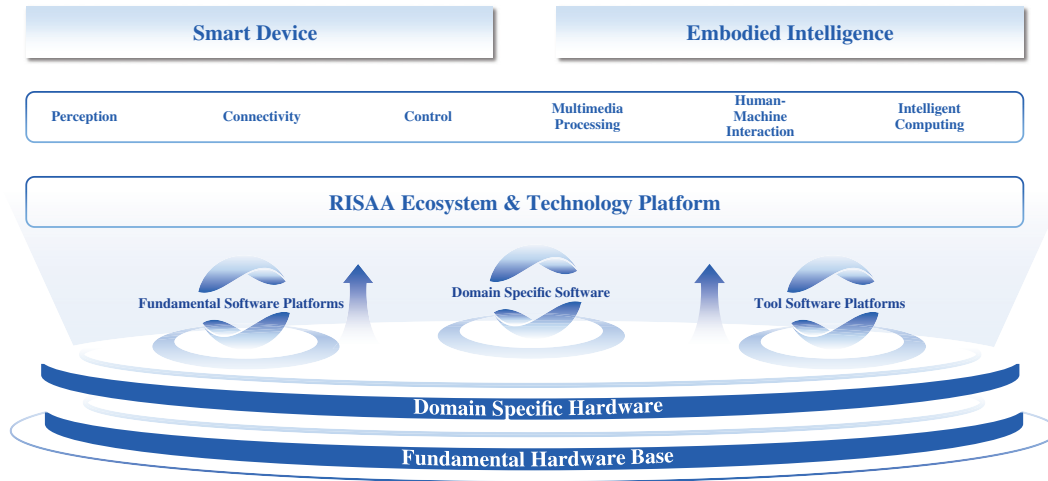 Smart Device
Embodied Intelligence
Perception
Connectivity
Control
Multimedia
Processing
Human-
Machine
Interaction
Intelligent
Computing
RISAA Ecosystem & Technology Platform
Fundamental Software Platforms
Domain Specific Software
Tool Software Platforms
Domain Specific Hardware
Fundamental Hardware Base